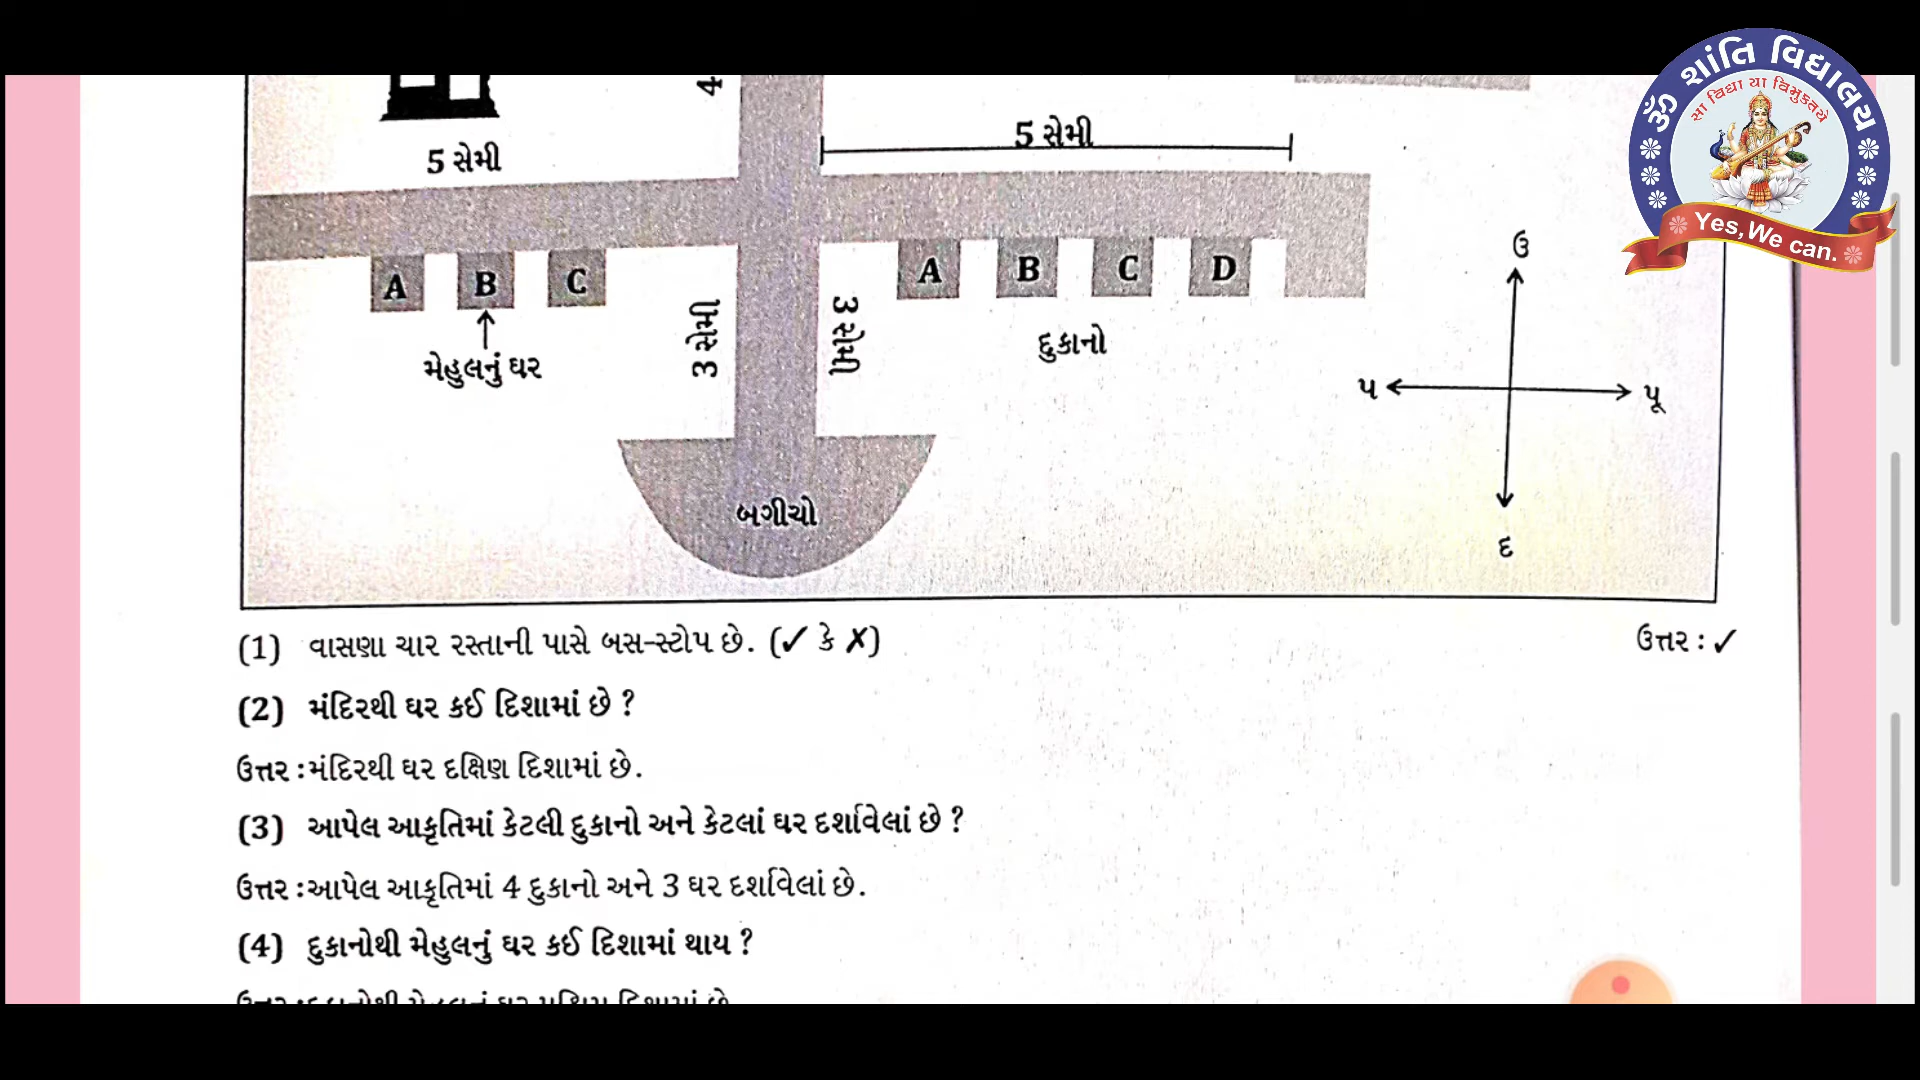 ૐ શાંતિ વિદ્યાલય
સા વિદ્યા યા વિમુક્તયે
Yes, We can.
4
5 સેમી
5 સેમી
A B C
A B C D
મેહુલનું ઘર
3 સેમી
3 સેમી
દુકાનો
ઉ
પ
પૂ
દ
બગીચો
(1) વાસણા ચાર રસ્તાની પાસે બસ-સ્ટોપ છે. (✓ કે ✗) ઉત્તર : ✓
(2) મંદિરથી ઘર કઈ દિશામાં છે ?
ઉત્તર : મંદિરથી ઘર દક્ષિણ દિશામાં છે.
(3) આપેલ આકૃતિમાં કેટલી દુકાનો અને કેટલાં ઘર દર્શાવેલાં છે ?
ઉત્તર : આપેલ આકૃતિમાં 4 દુકાનો અને 3 ઘર દર્શાવેલાં છે.
(4) દુકાનોથી મેહુલનું ઘર કઈ દિશામાં થાય ?